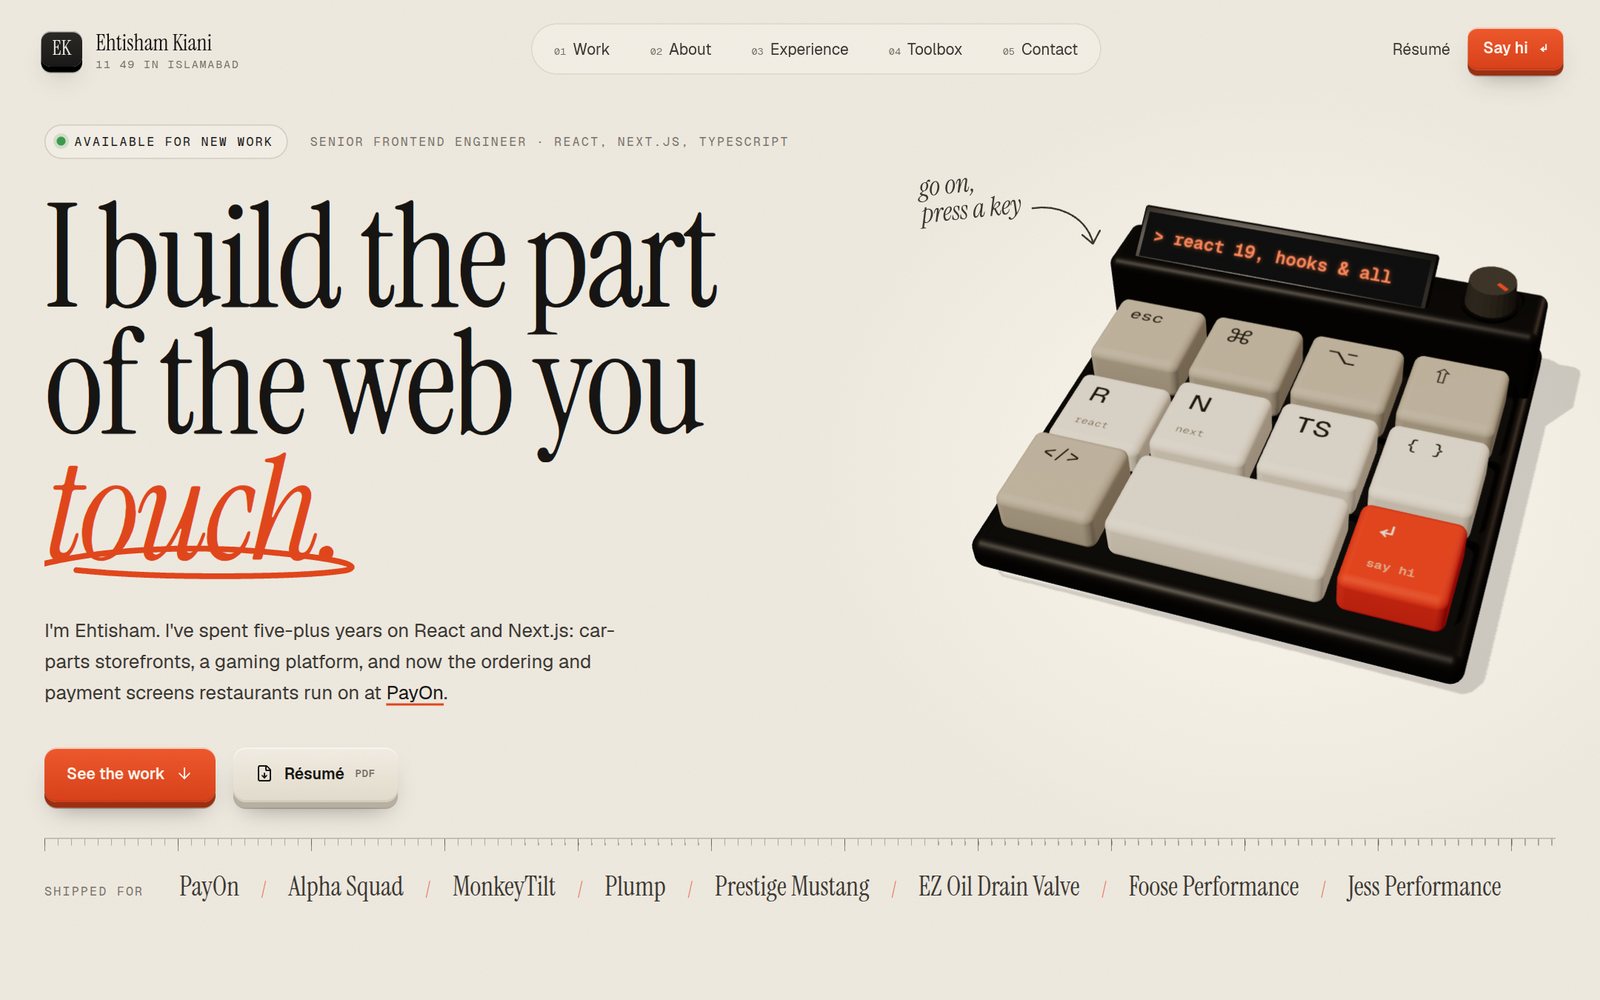 EK
Ehtisham Kiani
11 49 IN ISLAMABAD
01 Work
02 About
03 Experience
04 Toolbox
05 Contact
Résumé
Say hi ↲
AVAILABLE FOR NEW WORK
SENIOR FRONTEND ENGINEER · REACT, NEXT.JS, TYPESCRIPT
I build the part
of the web you
touch.
go on,
press a key
> react 19, hooks & all
esc
⌘
⌥
⇧
R
react
N
next
TS
{ }
</>
↲
say hi
I'm Ehtisham. I've spent five-plus years on React and Next.js: car-
parts storefronts, a gaming platform, and now the ordering and
payment screens restaurants run on at PayOn.
See the work ↓
Résumé PDF
SHIPPED FOR
PayOn / Alpha Squad / MonkeyTilt / Plump / Prestige Mustang / EZ Oil Drain Valve / Foose Performance / Jess Performance